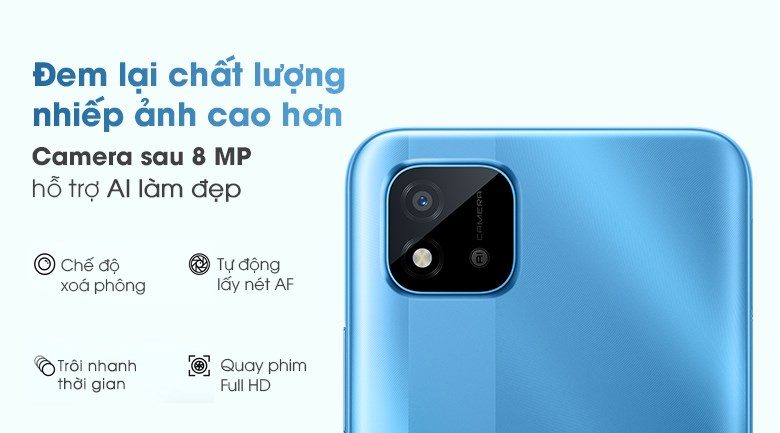 Đem lại chất lượng
nhiếp ảnh cao hơn
Camera sau 8 MP
hỗ trợ AI làm đẹp
Chế độ
xoá phông
Tự động
lấy nét AF
Trôi nhanh
thời gian
Quay phim
Full HD
AI CAMERA